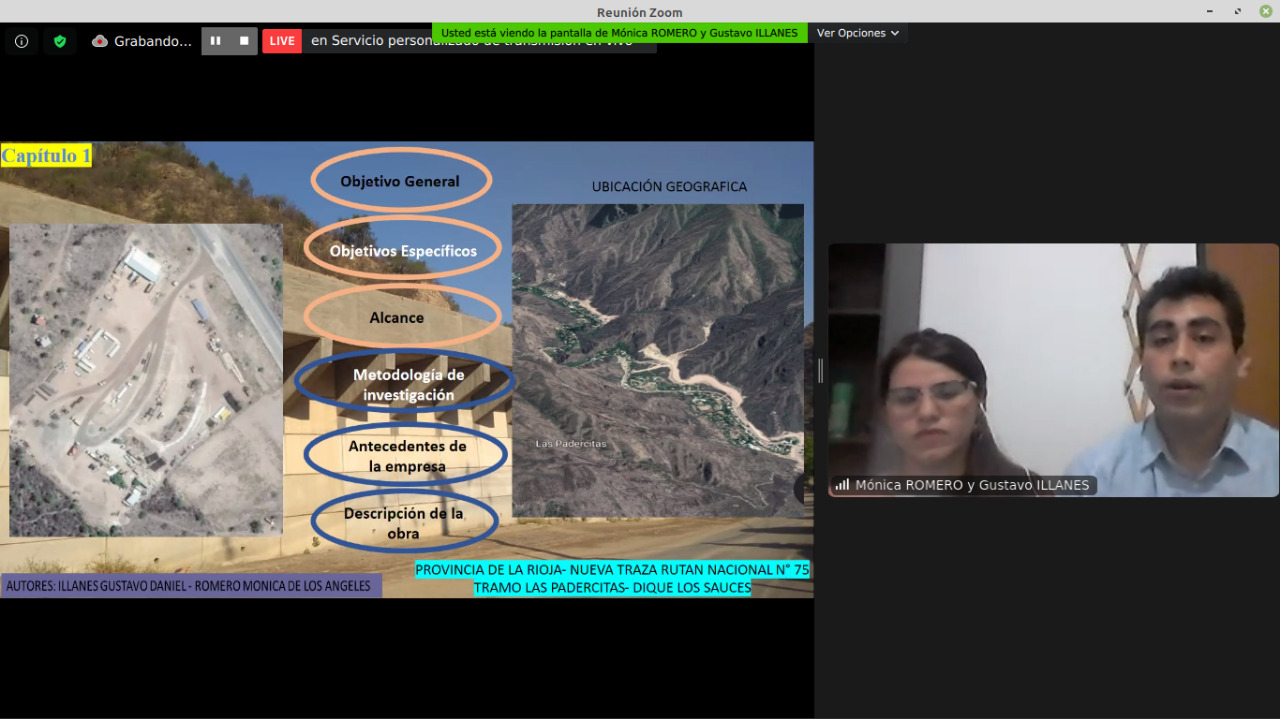 Reunión Zoom
Grabando...
LIVE
en Servicio personalizado de transmisión en vivo
Usted está viendo la pantalla de Mónica ROMERO y Gustavo ILLANES
Ver Opciones
Capítulo 1
Objetivo General
Objetivos Específicos
Alcance
Metodología de
investigación
Antecedentes de
la empresa
Descripción de la
obra
UBICACIÓN GEOGRAFICA
Las Padercitas
AUTORES: ILLANES GUSTAVO DANIEL - ROMERO MONICA DE LOS ANGELES
PROVINCIA DE LA RIOJA- NUEVA TRAZA RUTAN NACIONAL N° 75
TRAMO LAS PADERCITAS- DIQUE LOS SAUCES
Mónica ROMERO y Gustavo ILLANES